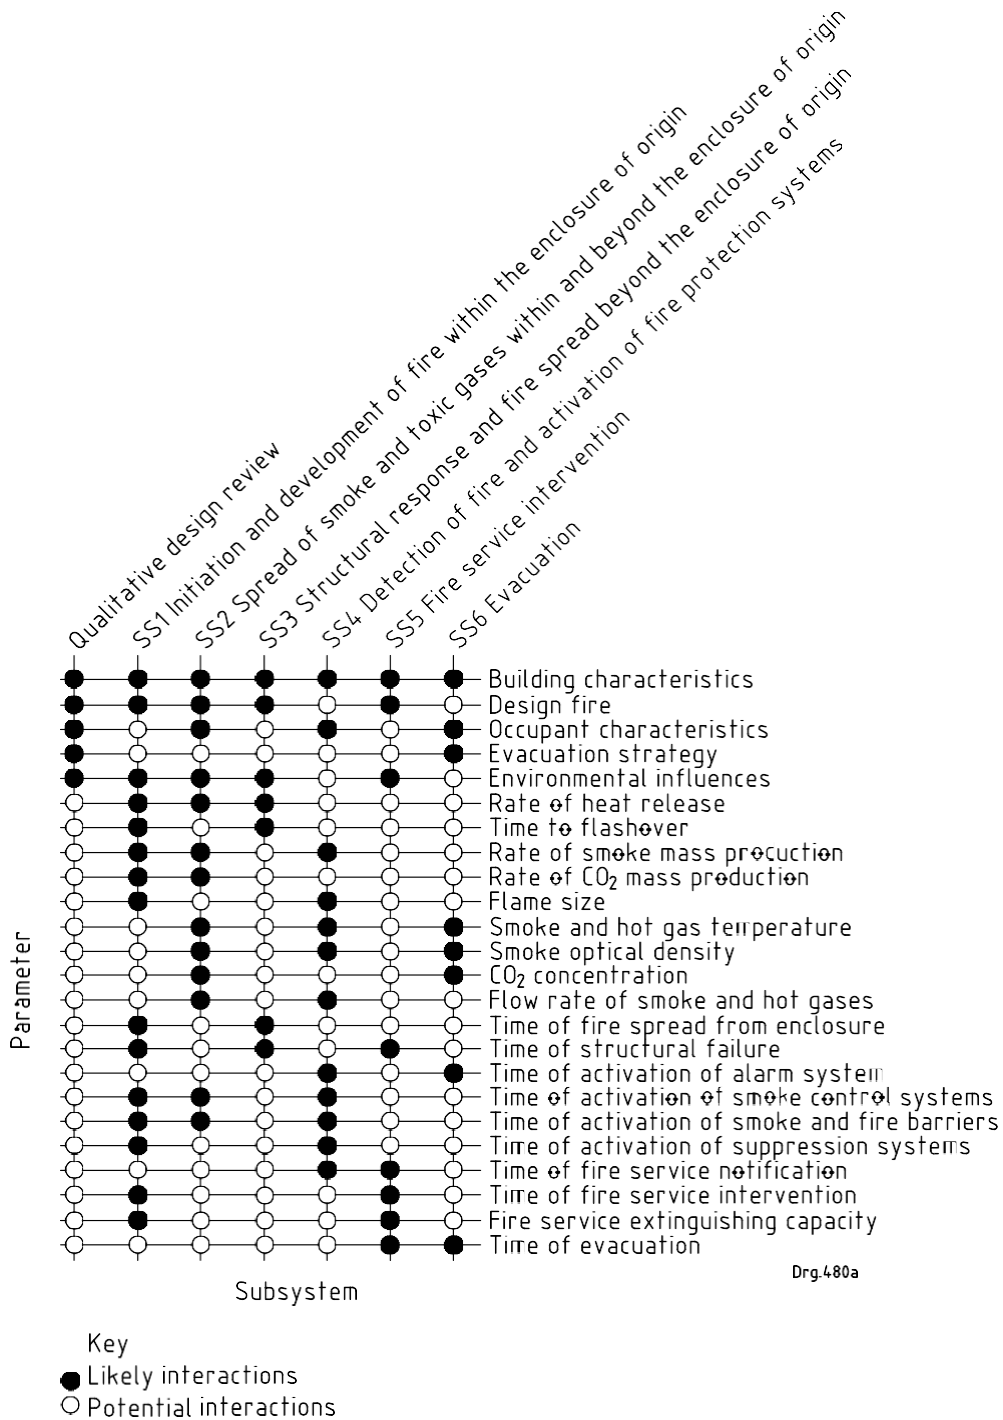 Qualitative design review
SS1 Initiation and development of fire within the enclosure of origin
SS2 Spread of smoke and toxic gases within and beyond the enclosure of origin
SS3 Structural response and fire spread beyond the enclosure of origin
SS4 Detection of fire and activation of fire protection systems
SS5 Fire service intervention
SS6 Evacuation
Building characteristics
Design fire
Occupant characteristics
Evacuation strategy
Environmental influences
Rate of heat release
Time to flashover
Rate of smoke mass procuction
Rate of CO₂ mass production
Flame size
Smoke and hot gas temperature
Smoke optical density
CO₂ concentration
Flow rate of smoke and hot gases
Time of fire spread from enclosure
Time of structural failure
Time of activation of alarm system
Time of activation of smoke control systems
Time of activation of smoke and fire barriers
Time of activation of suppression systems
Time of fire service notification
Time of fire service intervention
Fire service extinguishing capacity
Time of evacuation
Parameter
Drg.480a
Subsystem
Key
Likely interactions
Potential interactions